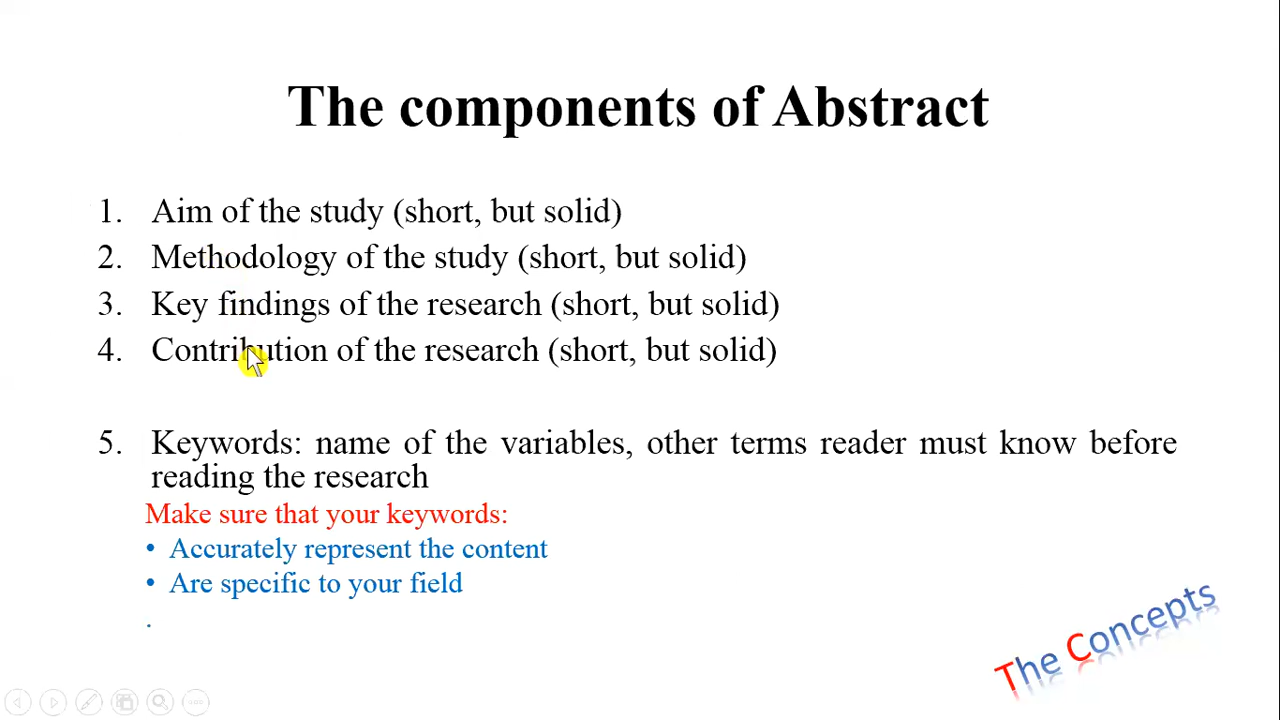 The components of Abstract
1. Aim of the study (short, but solid)
2. Methodology of the study (short, but solid)
3. Key findings of the research (short, but solid)
4. Contribution of the research (short, but solid)
5. Keywords: name of the variables, other terms reader must know before
reading the research
Make sure that your keywords:
• Accurately represent the content
• Are specific to your field
.
The Concepts